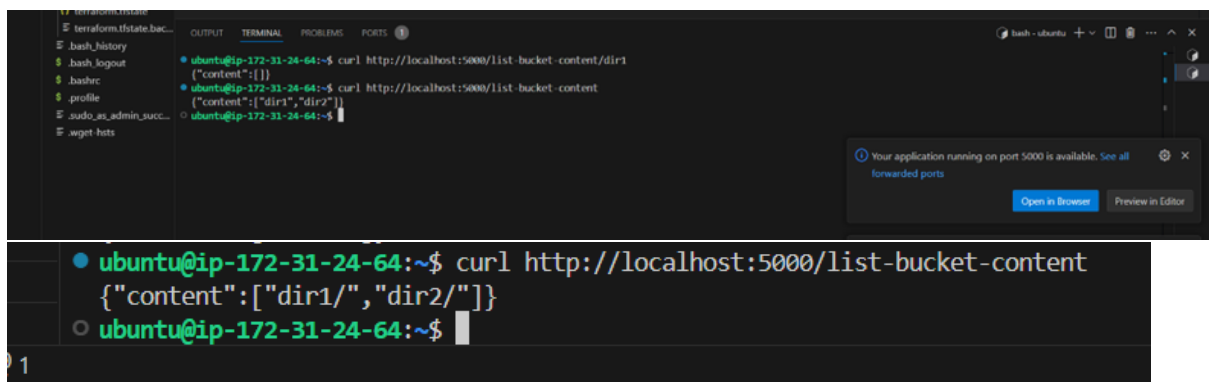 terraform.tfstate
terraform.tfstate.bac...
.bash_history
$ .bash_logout
$ .bashrc
$ .profile
.sudo_as_admin_succ...
.wget-hsts
OUTPUT TERMINAL PROBLEMS PORTS 1
bash - ubuntu
ubuntu@ip-172-31-24-64:~$ curl http://localhost:5000/list-bucket-content/dir1
{"content":[]}
ubuntu@ip-172-31-24-64:~$ curl http://localhost:5000/list-bucket-content
{"content":["dir1","dir2"]}
ubuntu@ip-172-31-24-64:~$
Your application running on port 5000 is available. See all
forwarded ports
Open in Browser Preview in Editor
ubuntu@ip-172-31-24-64:~$ curl http://localhost:5000/list-bucket-content
{"content":["dir1/","dir2/"]}
ubuntu@ip-172-31-24-64:~$
1